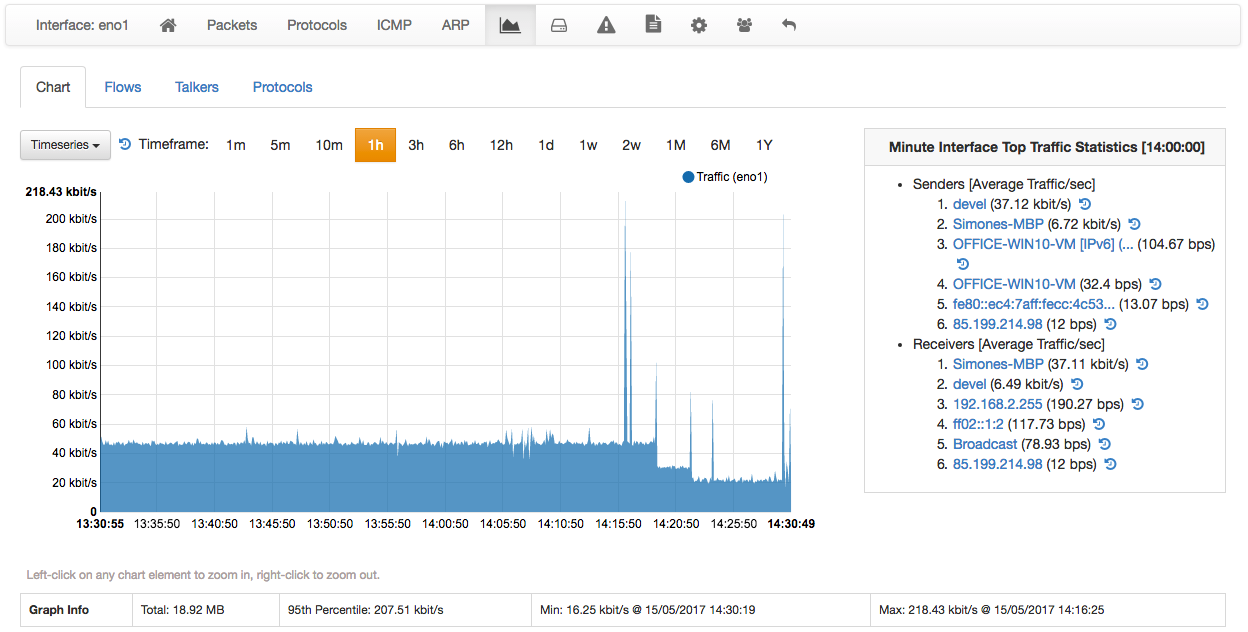 Interface: eno1 Packets Protocols ICMP ARP
Chart Flows Talkers Protocols
Timeseries Timeframe: 1m 5m 10m 1h 3h 6h 12h 1d 1w 2w 1M 6M 1Y
Traffic (eno1)
218.43 kbit/s
200 kbit/s
180 kbit/s
160 kbit/s
140 kbit/s
120 kbit/s
100 kbit/s
80 kbit/s
60 kbit/s
40 kbit/s
20 kbit/s
0
13:30:55 13:35:50 13:40:50 13:45:50 13:50:50 13:55:50 14:00:50 14:05:50 14:10:50 14:15:50 14:20:50 14:25:50 14:30:49
Minute Interface Top Traffic Statistics [14:00:00]
• Senders [Average Traffic/sec]
1. devel (37.12 kbit/s)
2. Simones-MBP (6.72 kbit/s)
3. OFFICE-WIN10-VM [IPv6] (... (104.67 bps)
4. OFFICE-WIN10-VM (32.4 bps)
5. fe80::ec4:7aff:fecc:4c53... (13.07 bps)
6. 85.199.214.98 (12 bps)
• Receivers [Average Traffic/sec]
1. Simones-MBP (37.11 kbit/s)
2. devel (6.49 kbit/s)
3. 192.168.2.255 (190.27 bps)
4. ff02::1:2 (117.73 bps)
5. Broadcast (78.93 bps)
6. 85.199.214.98 (12 bps)
Left-click on any chart element to zoom in, right-click to zoom out.
Graph Info Total: 18.92 MB 95th Percentile: 207.51 kbit/s Min: 16.25 kbit/s @ 15/05/2017 14:30:19 Max: 218.43 kbit/s @ 15/05/2017 14:16:25